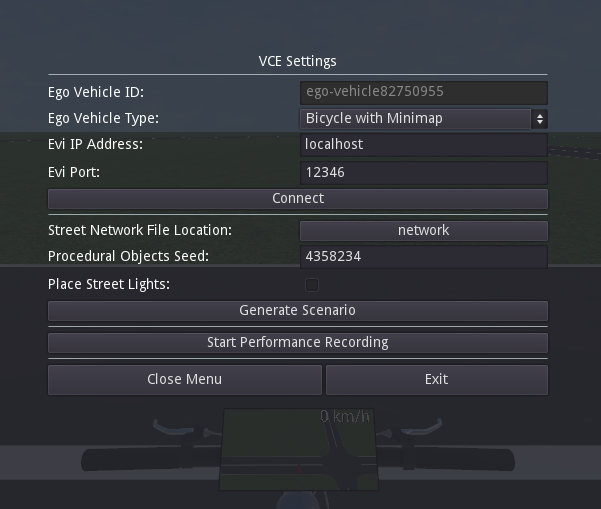 VCE Settings
Ego Vehicle ID: ego-vehicle82750955
Ego Vehicle Type: Bicycle with Minimap
Evi IP Address: localhost
Evi Port: 12346
Connect
Street Network File Location: network
Procedural Objects Seed: 4358234
Place Street Lights:
Generate Scenario
Start Performance Recording
Close Menu Exit
0 km/h